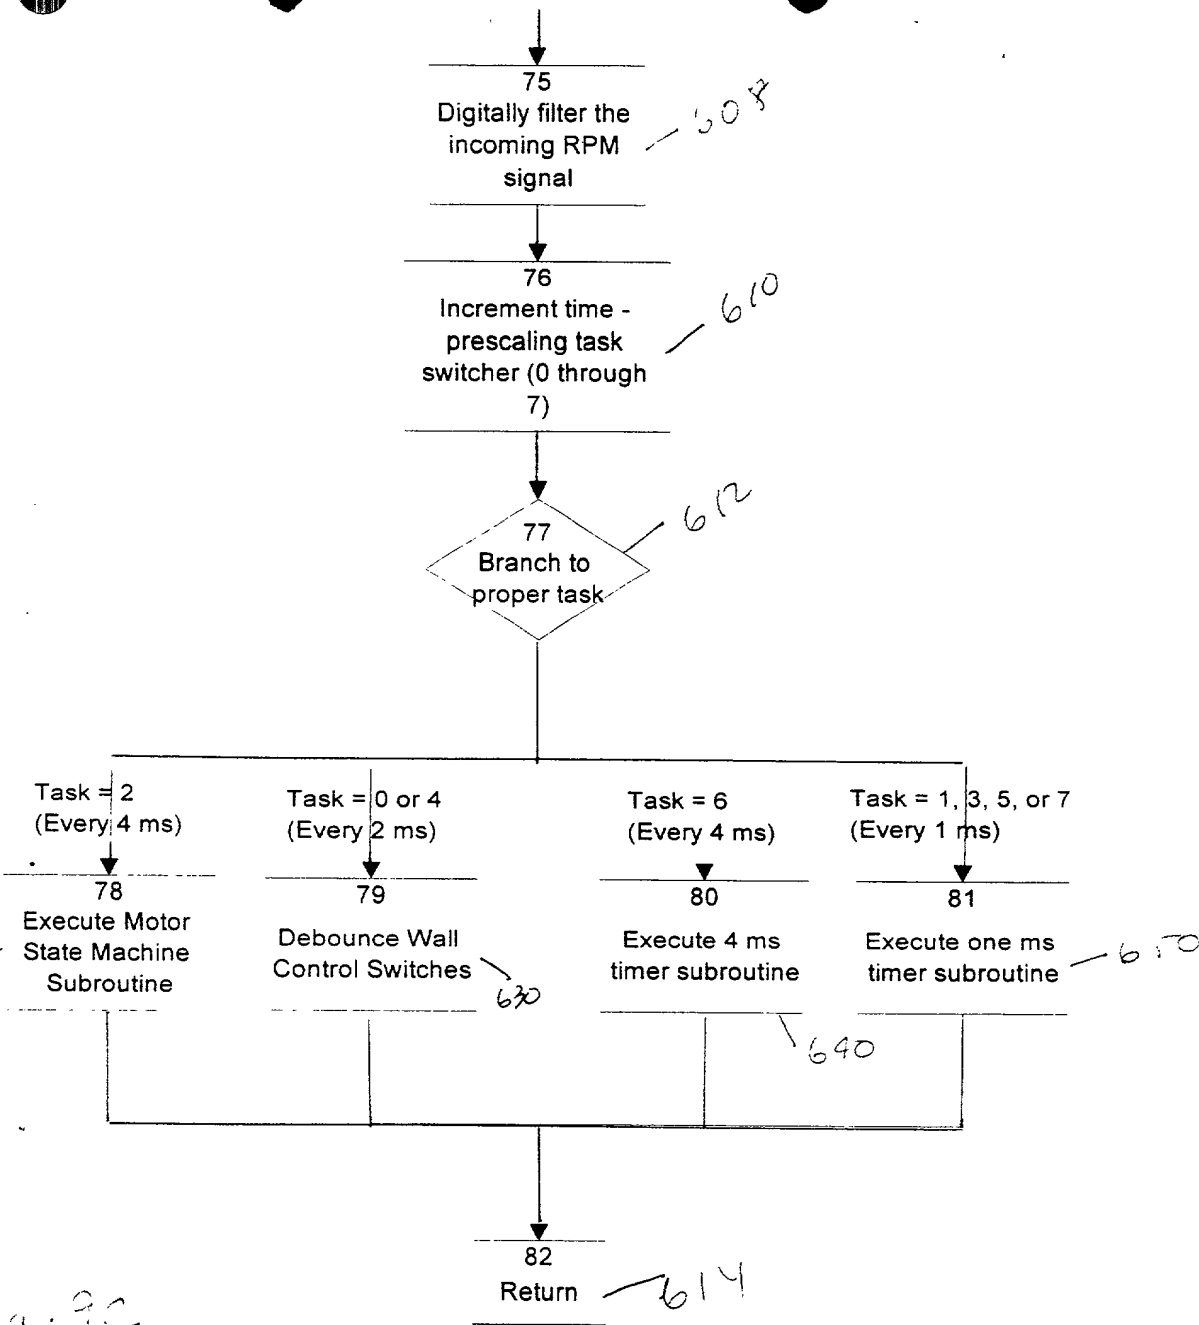 75
Digitally filter the
incoming RPM
signal
608
76
Increment time -
prescaling task
switcher (0 through
7)
610
77
Branch to
proper task
612
Task = 2
(Every 4 ms)
Task = 0 or 4
(Every 2 ms)
Task = 6
(Every 4 ms)
Task = 1, 3, 5, or 7
(Every 1 ms)
78
Execute Motor
State Machine
Subroutine
79
Debounce Wall
Control Switches
630
80
Execute 4 ms
timer subroutine
640
81
Execute one ms
timer subroutine
650
82
Return
614